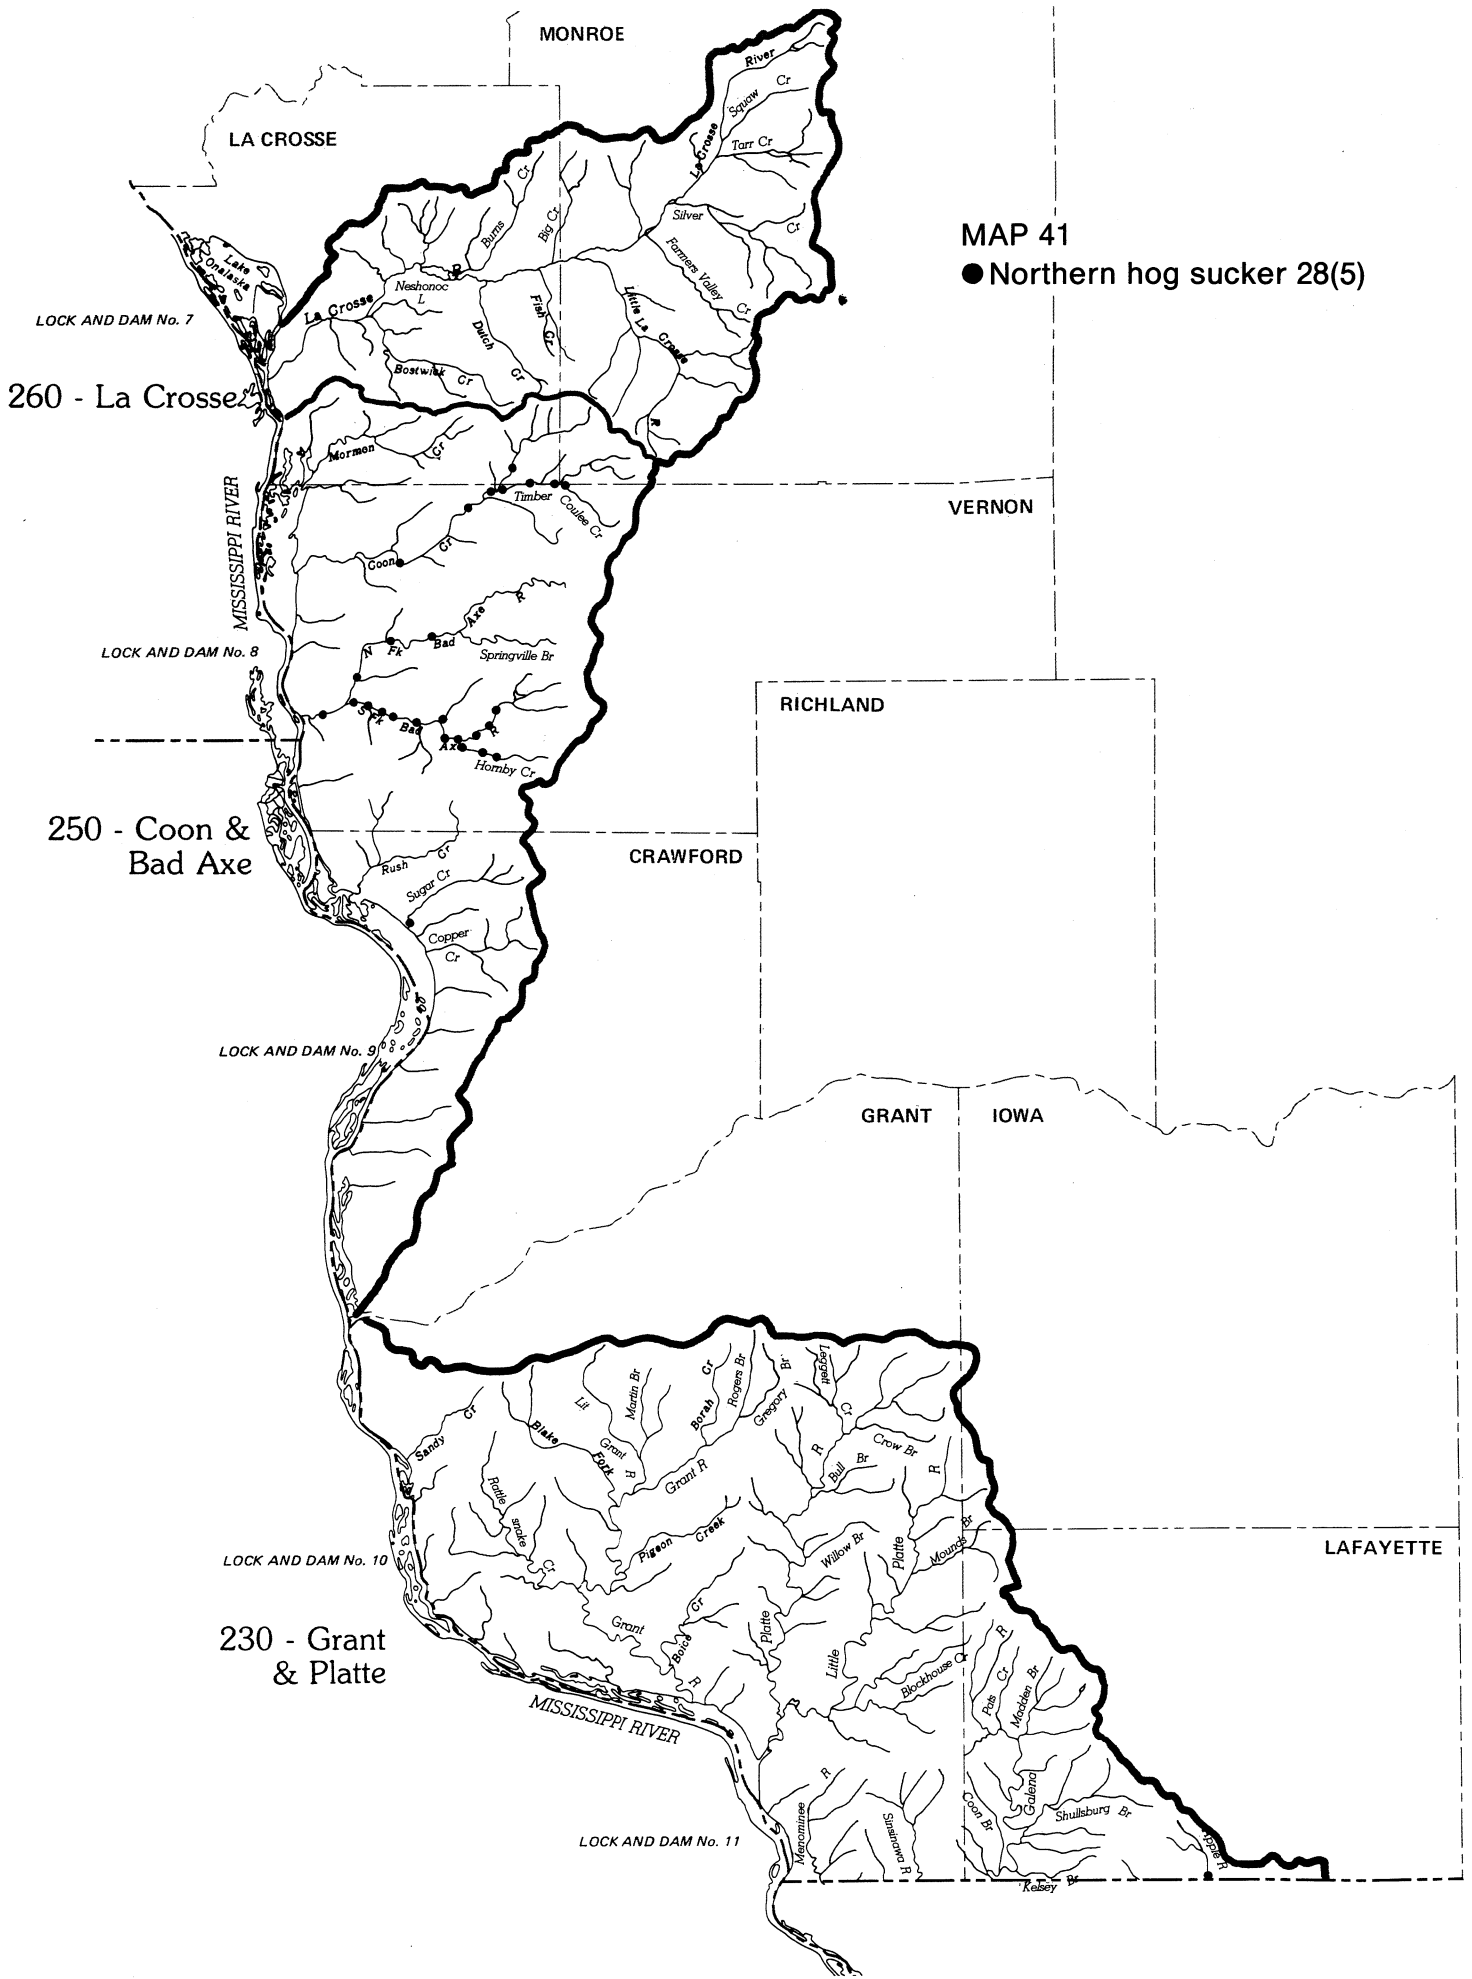 MONROE
LA CROSSE
River
Squaw Cr
Tarr Cr
La Crosse
Silver
Cr
MAP 41
Northern hog sucker 28(5)
Burns
Cr
Big Cr
Farmers Valley
Cr
Lake
Onalaska
Neshonoc
L
R
La Crosse
Fish
Cr
Dutch
Cr
Little La Crosse
R
LOCK AND DAM No. 7
Bostwick Cr
260 - La Crosse
Mormon
Cr
Timber
Coulee Cr
VERNON
MISSISSIPPI RIVER
Coon
Cr
N Fk Bad Axe R
Springville Br
LOCK AND DAM No. 8
RICHLAND
S Fk Bad
Ax
R
Hornby Cr
250 - Coon &
Bad Axe
CRAWFORD
Rush Cr
Sugar Cr
Copper
Cr
LOCK AND DAM No. 9
GRANT
IOWA
Sandy Cr
Blake
Fork
Lit
Grant
R
Martin Br
Borah Cr
Rogers Br
Gregory Br
Leggett
Cr
Crow Br
R
Bull Br
R
Grant R
Rattle
snake
Cr
Pigeon Creek
Willow Br
Platte
Mounds Br
LAFAYETTE
LOCK AND DAM No. 10
230 - Grant
& Platte
Grant
R
Boice Cr
Platte
Little
Blockhouse Cr
R
Pats Cr
Madden Br
MISSISSIPPI RIVER
Galena
Coon Br
Shullsburg Br
Menominee
R
Sinsinawa R
Apple R
LOCK AND DAM No. 11
Kelsey Br